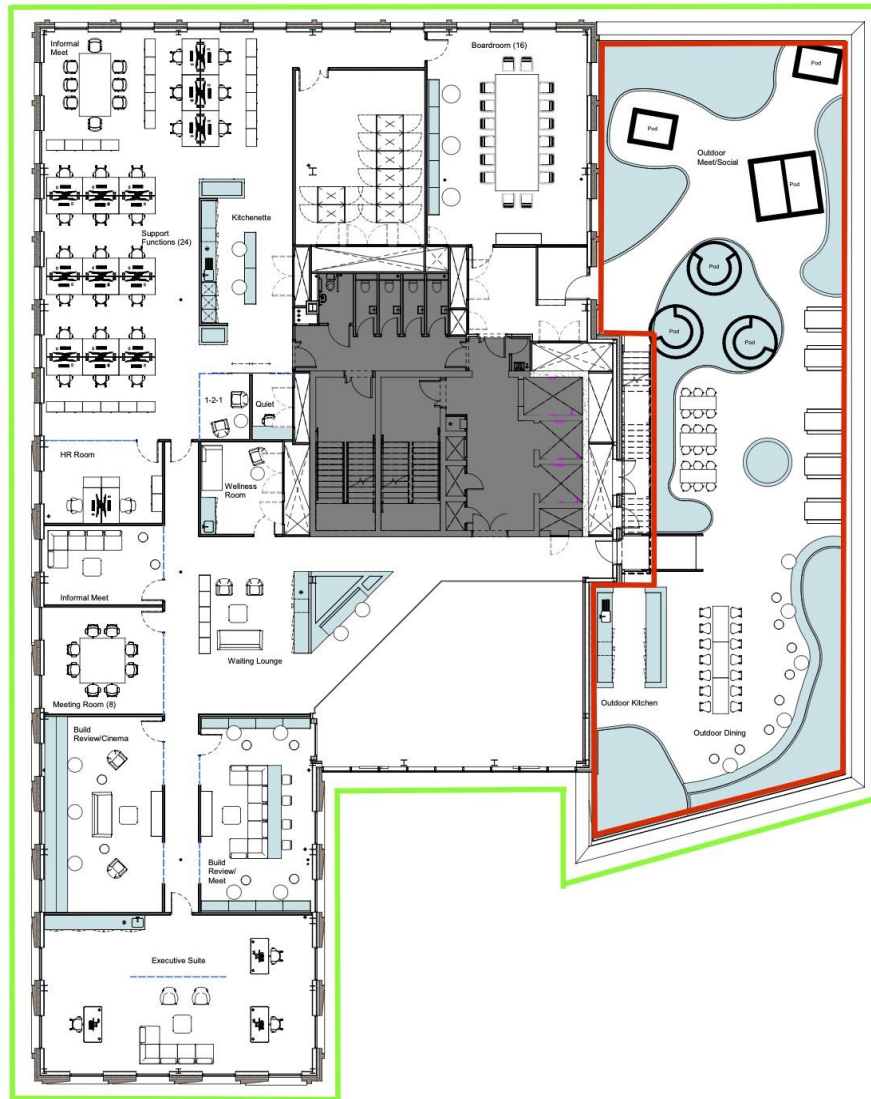 Informal
Meet
Boardroom (16)
Pod
Pod
Outdoor
Meet/Social
Pod
Kitchenette
Support
Functions (24)
Pod
Pod
Pod
1-2-1
Quiet
HR Room
Wellness
Room
Informal Meet
Waiting Lounge
Meeting Room (8)
Outdoor Kitchen
Build
Review/Cinema
Outdoor Dining
Build
Review/
Meet
Executive Suite